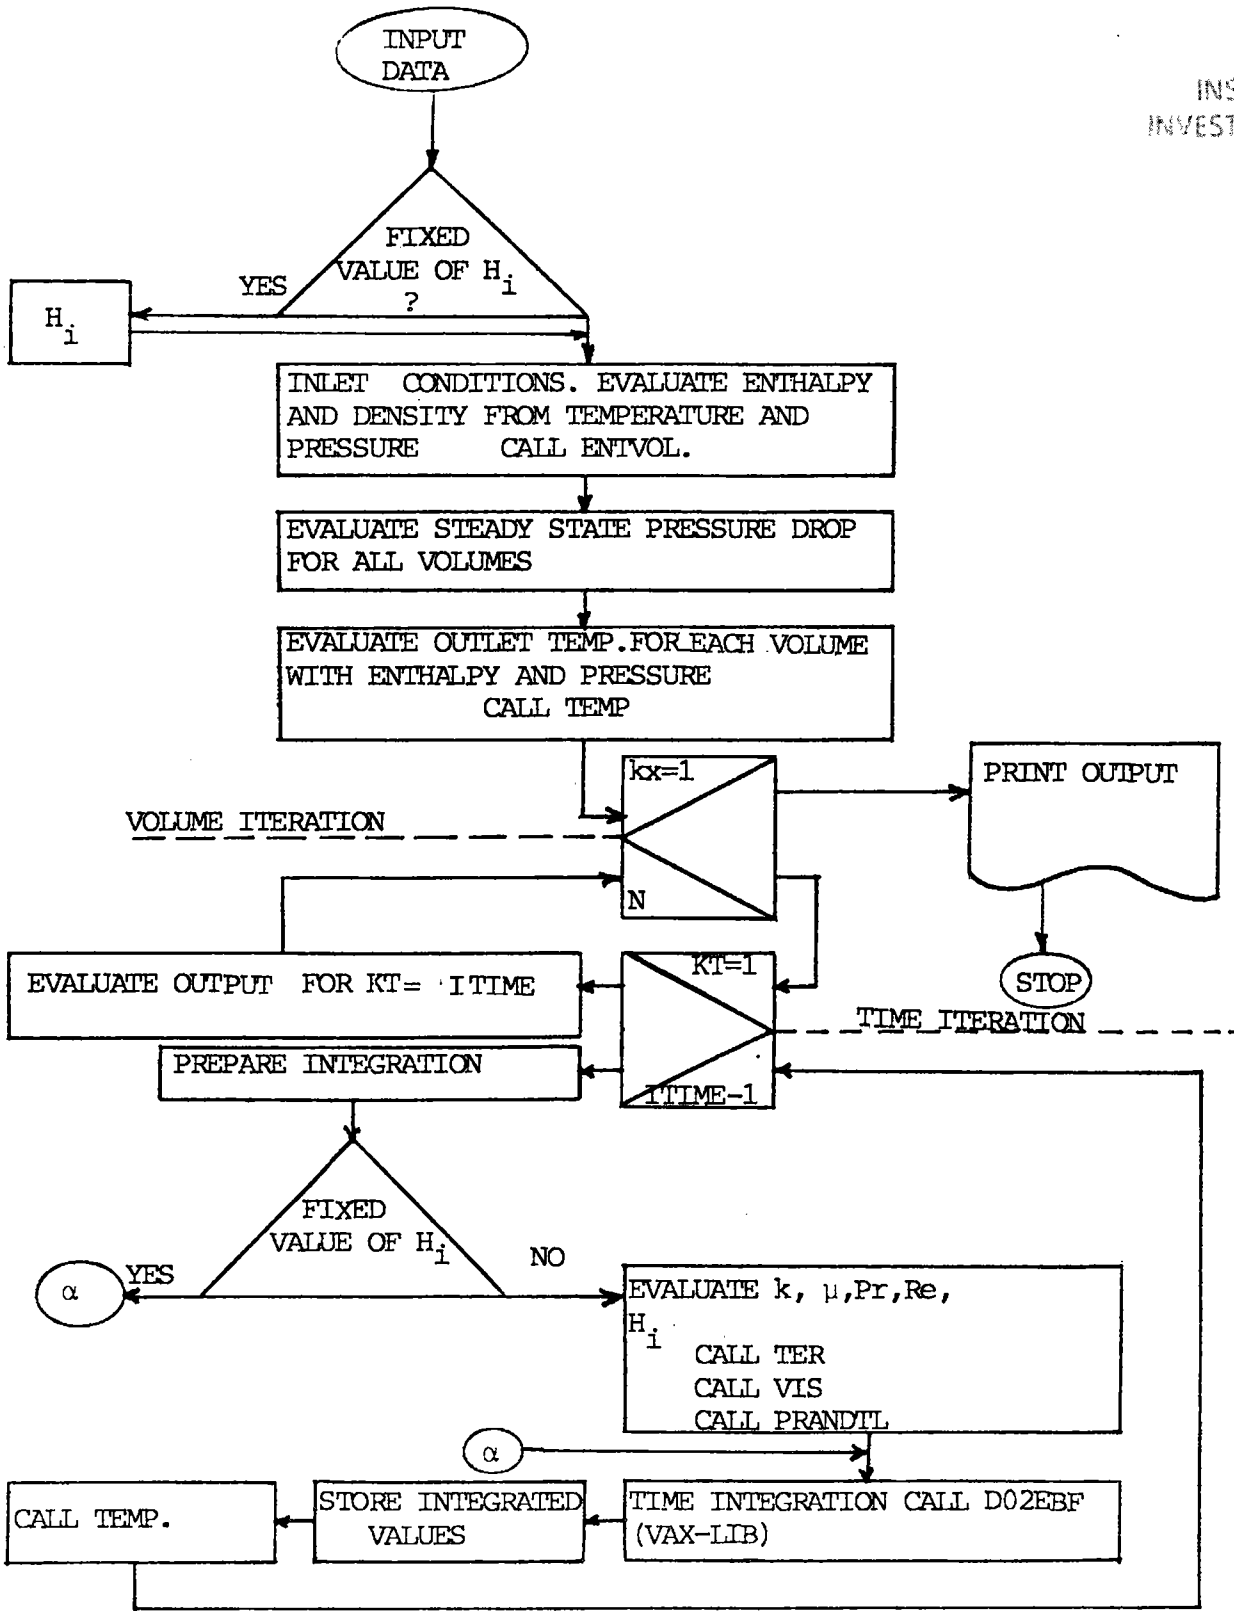 INPUT
DATA
INS
INVEST
FIXED
VALUE OF Hi
?
YES
Hi
INLET CONDITIONS. EVALUATE ENTHALPY
AND DENSITY FROM TEMPERATURE AND
PRESSURE CALL ENTVOL.
EVALUATE STEADY STATE PRESSURE DROP
FOR ALL VOLUMES
EVALUATE OUTLET TEMP.FOR EACH VOLUME
WITH ENTHALPY AND PRESSURE
CALL TEMP
kx=1
PRINT OUTPUT
VOLUME ITERATION
N
EVALUATE OUTPUT FOR KT= ITIME
KT=1
STOP
TIME ITERATION
PREPARE INTEGRATION
ITIME-1
FIXED
VALUE OF Hi
YES
NO
α
EVALUATE k, μ,Pr,Re,
Hi
CALL TER
CALL VIS
CALL PRANDTL
α
TIME INTEGRATION CALL D02EBF
(VAX-LIB)
STORE INTEGRATED
VALUES
CALL TEMP.